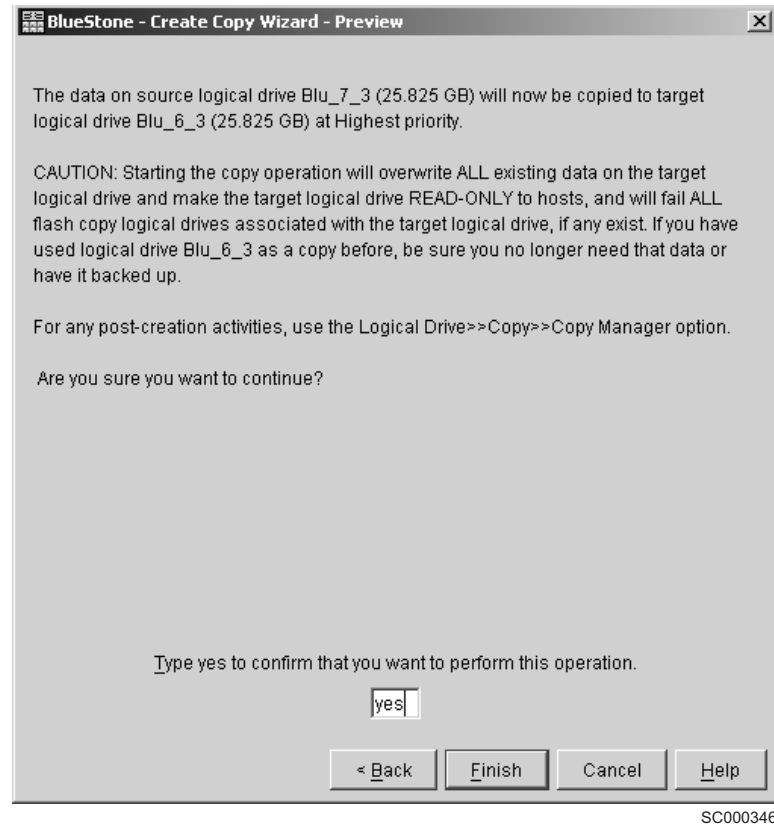 BlueStone - Create Copy Wizard - Preview
The data on source logical drive Blu_7_3 (25.825 GB) will now be copied to target
logical drive Blu_6_3 (25.825 GB) at Highest priority.
CAUTION: Starting the copy operation will overwrite ALL existing data on the target
logical drive and make the target logical drive READ-ONLY to hosts, and will fail ALL
flash copy logical drives associated with the target logical drive, if any exist. If you have
used logical drive Blu_6_3 as a copy before, be sure you no longer need that data or
have it backed up.
For any post-creation activities, use the Logical Drive>>Copy>>Copy Manager option.
Are you sure you want to continue?
Type yes to confirm that you want to perform this operation.
yes
< Back Finish Cancel Help
SC000346